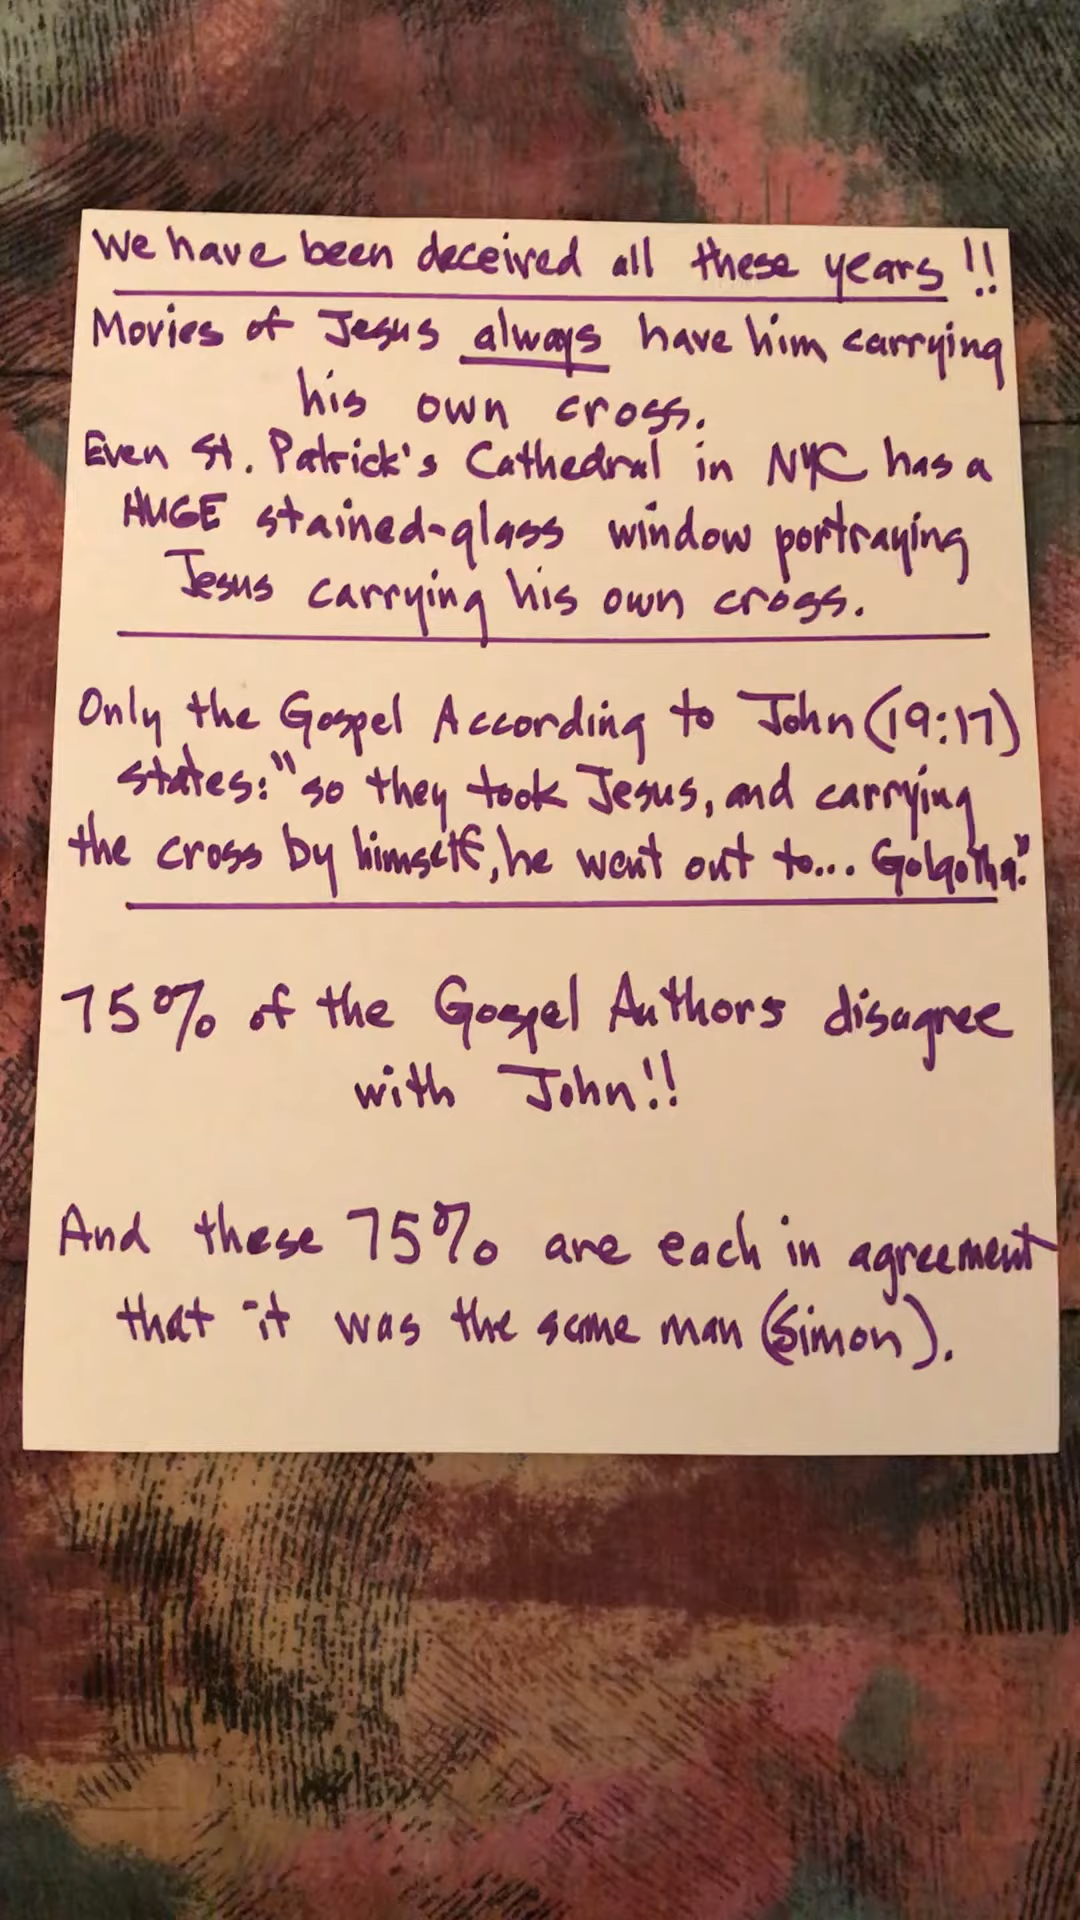 We have been deceived all these years!!
Movies of Jesus always have him carrying
his own cross.
Even St. Patrick's Cathedral in NYC has a
HUGE stained-glass window portraying
Jesus carrying his own cross.
Only the Gospel According to John (19:17)
states: "so they took Jesus, and carrying
the cross by himself, he went out to... Golgotha."
75% of the Gospel Authors disagree
with John!!
And these 75% are each in agreement
that it was the same man (Simon).